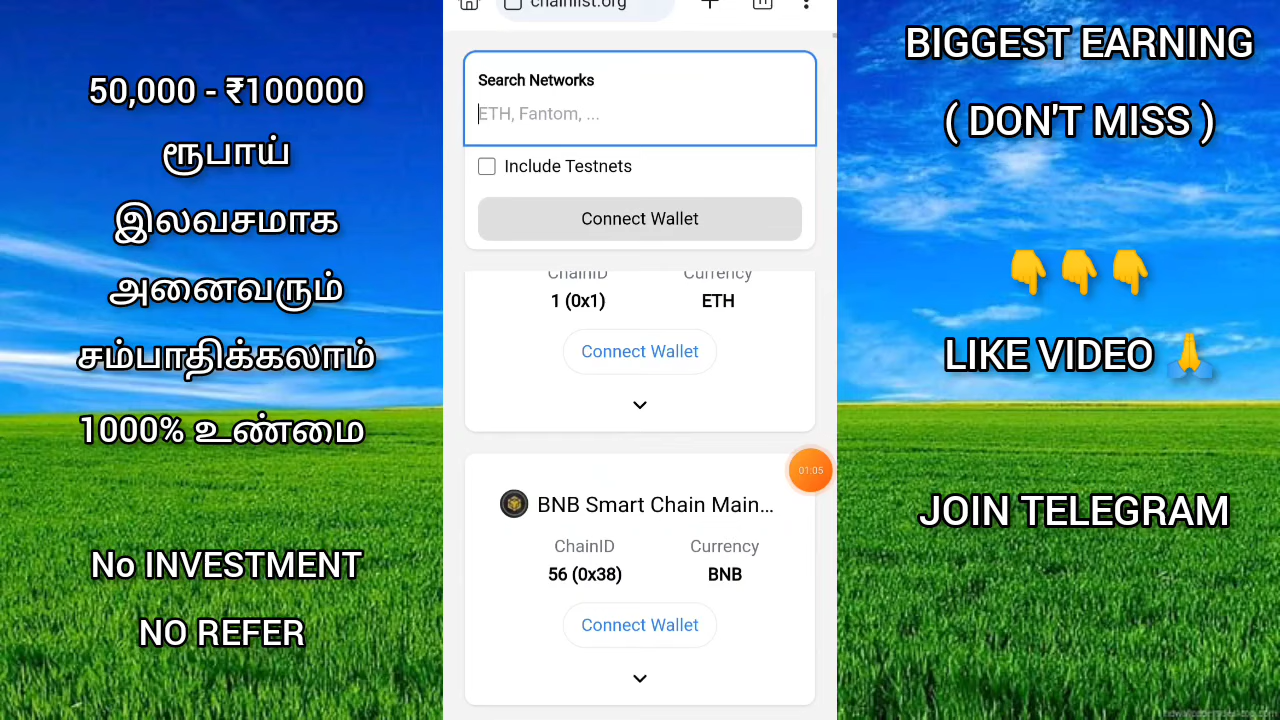 50,000 - ₹100000
ரூபாய்
இலவசமாக
அனைவரும்
சம்பாதிக்கலாம்
1000% உண்மை
No INVESTMENT
NO REFER
chainlist.org
Search Networks
ETH, Fantom, ...
Include Testnets
Connect Wallet
ChainID Currency
1 (0x1) ETH
Connect Wallet
01:05
BNB Smart Chain Main...
ChainID Currency
56 (0x38) BNB
Connect Wallet
BIGGEST EARNING
( DON'T MISS )
👇👇👇
LIKE VIDEO 🙏
JOIN TELEGRAM